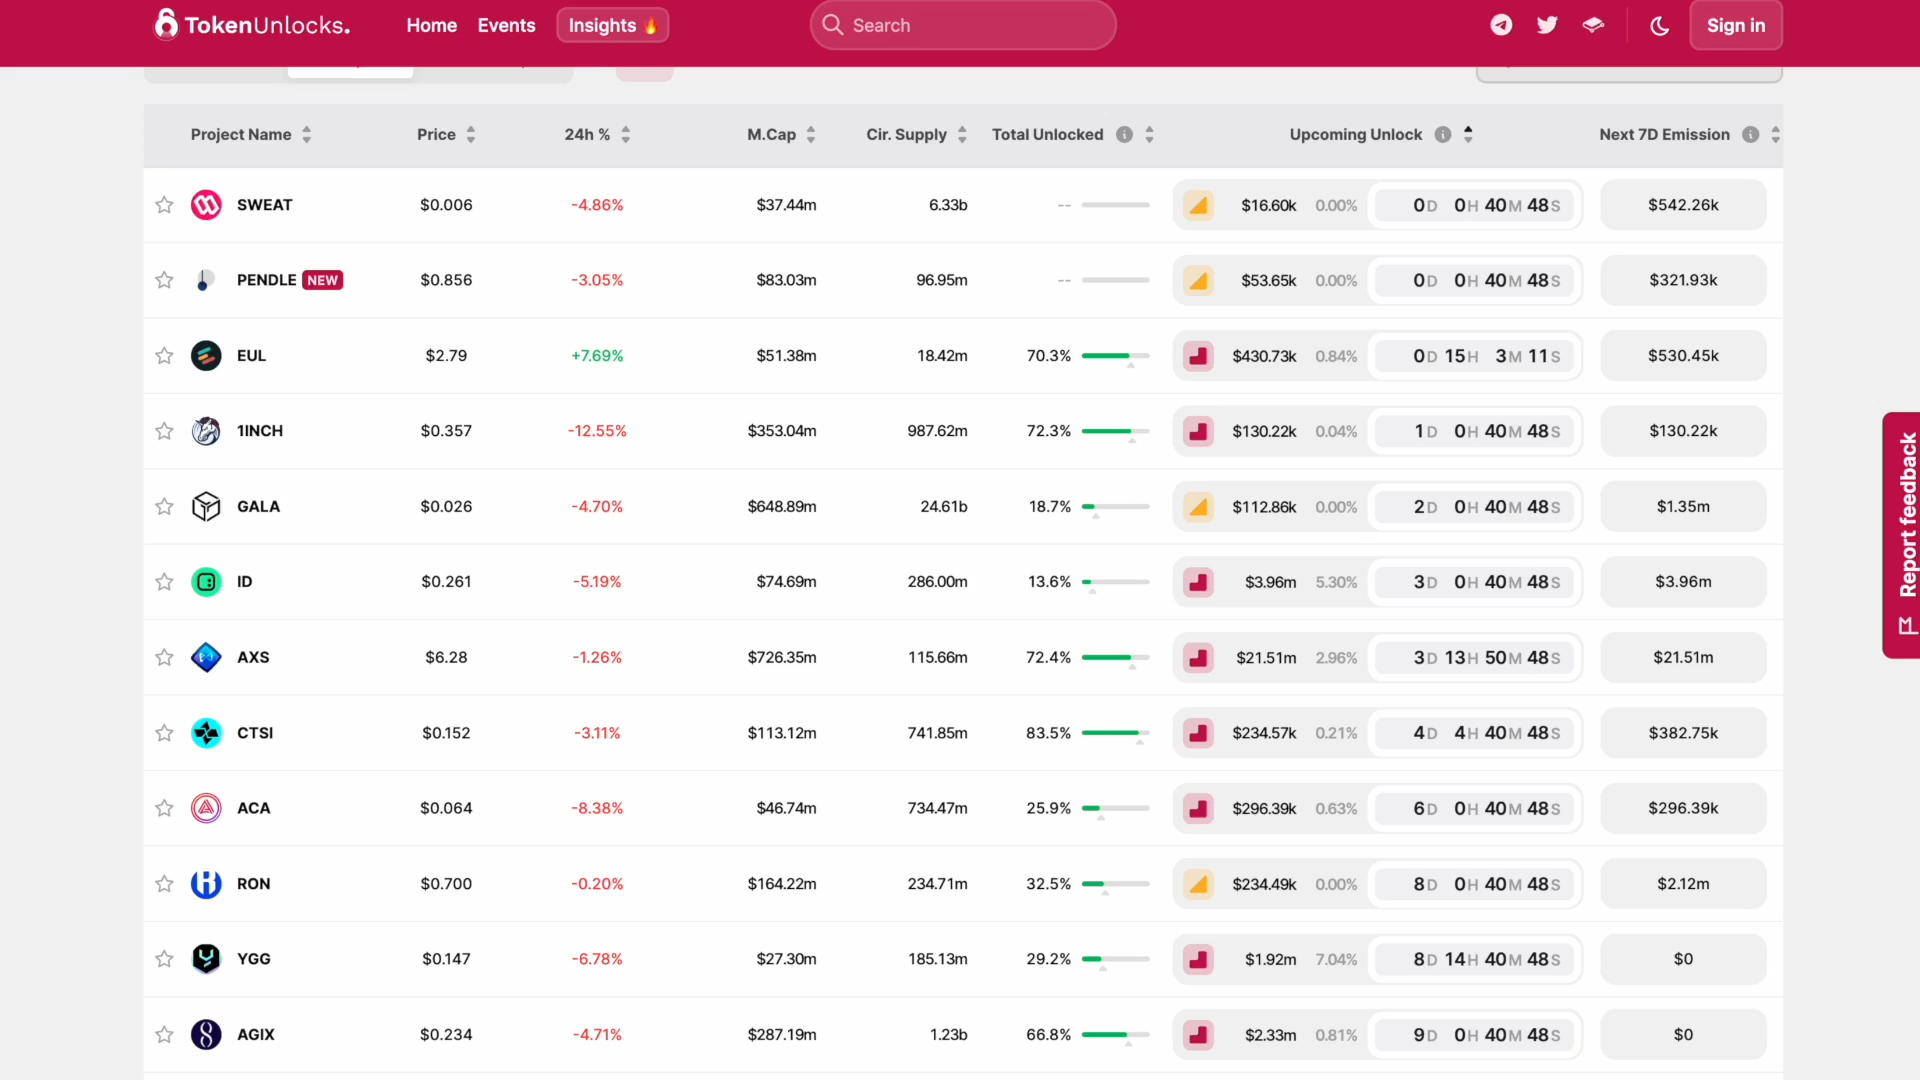 TokenUnlocks. Home Events Insights Search Sign in
Project Name Price 24h % M.Cap Cir. Supply Total Unlocked Upcoming Unlock Next 7D Emission
SWEAT $0.006 -4.86% $37.44m 6.33b -- $16.60k 0.00% 0D 0H 40M 48S $542.26k
PENDLE NEW $0.856 -3.05% $83.03m 96.95m -- $53.65k 0.00% 0D 0H 40M 48S $321.93k
EUL $2.79 +7.69% $51.38m 18.42m 70.3% $430.73k 0.84% 0D 15H 3M 11S $530.45k
1INCH $0.357 -12.55% $353.04m 987.62m 72.3% $130.22k 0.04% 1D 0H 40M 48S $130.22k
GALA $0.026 -4.70% $648.89m 24.61b 18.7% $112.86k 0.00% 2D 0H 40M 48S $1.35m
ID $0.261 -5.19% $74.69m 286.00m 13.6% $3.96m 5.30% 3D 0H 40M 48S $3.96m
AXS $6.28 -1.26% $726.35m 115.66m 72.4% $21.51m 2.96% 3D 13H 50M 48S $21.51m
CTSI $0.152 -3.11% $113.12m 741.85m 83.5% $234.57k 0.21% 4D 4H 40M 48S $382.75k
ACA $0.064 -8.38% $46.74m 734.47m 25.9% $296.39k 0.63% 6D 0H 40M 48S $296.39k
RON $0.700 -0.20% $164.22m 234.71m 32.5% $234.49k 0.00% 8D 0H 40M 48S $2.12m
YGG $0.147 -6.78% $27.30m 185.13m 29.2% $1.92m 7.04% 8D 14H 40M 48S $0
AGIX $0.234 -4.71% $287.19m 1.23b 66.8% $2.33m 0.81% 9D 0H 40M 48S $0
Report feedback